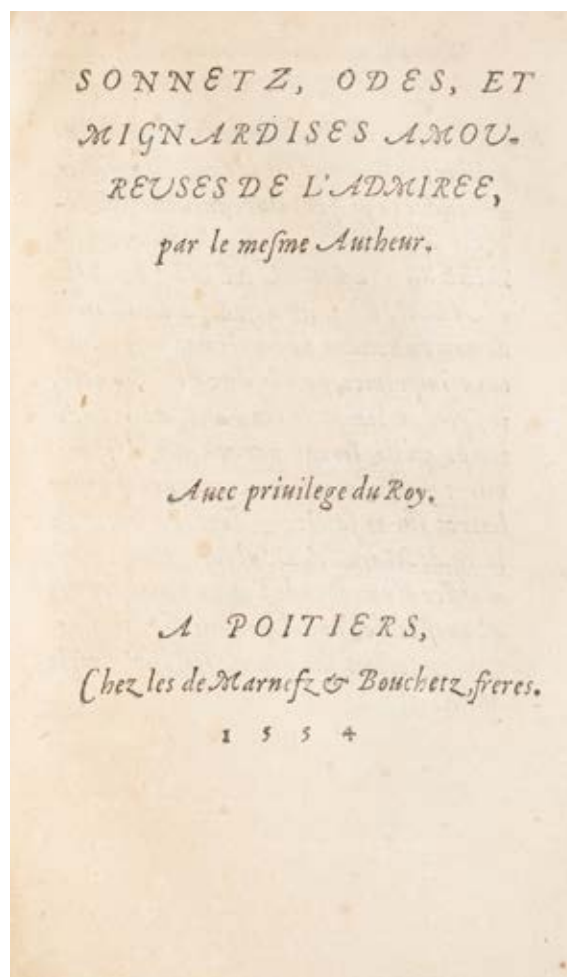 SONNETZ, ODES, ET
MIGNARDISES AMOU-
REUSES DE L'ADMIREE,
par le meſme Autheur.
Auec priuilege du Roy.
A POITIERS,
Chez les de Marnefz & Bouchetz, freres.
1554